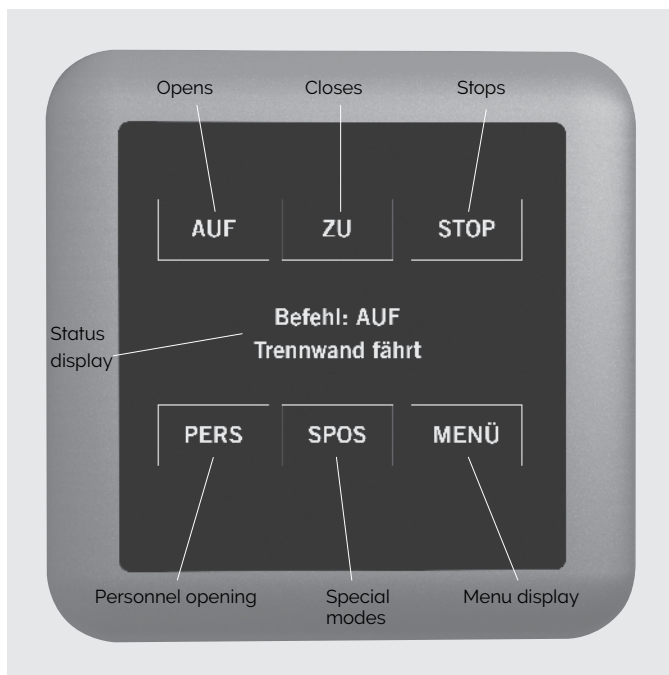 Opens
Closes
Stops
AUF
ZU
STOP
Befehl: AUF
Trennwand fährt
Status
display
PERS
SPOS
MENÜ
Personnel opening
Special
modes
Menu display